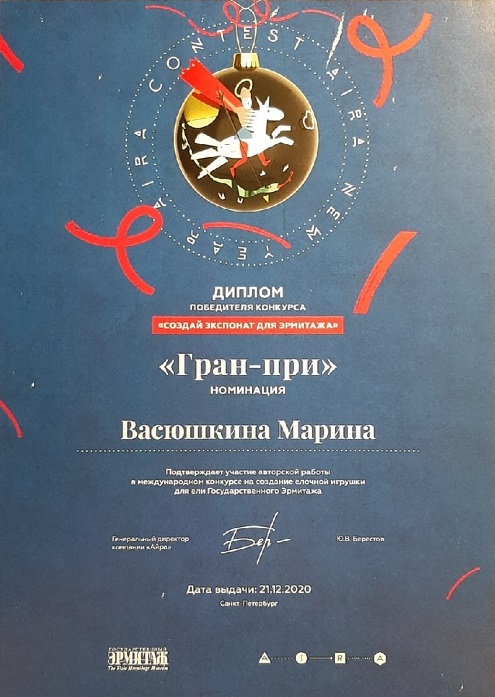 AIRA CONTEST AIRA NEW YEAR
ДИПЛОМ
ПОБЕДИТЕЛЯ КОНКУРСА
«СОЗДАЙ ЭКСПОНАТ ДЛЯ ЭРМИТАЖА»
«Гран-при»
НОМИНАЦИЯ
Васюшкина Марина
Подтверждает участие авторской работы
в международном конкурсе на создание елочной игрушки
для ели Государственного Эрмитажа
Генеральный директор
компании «Айра»
Ю.В. Берестов
Дата выдачи: 21.12.2020
Санкт-Петербург
ГОСУДАРСТВЕННЫЙ
ЭРМИТАЖ
The State Hermitage Museum
A I R A